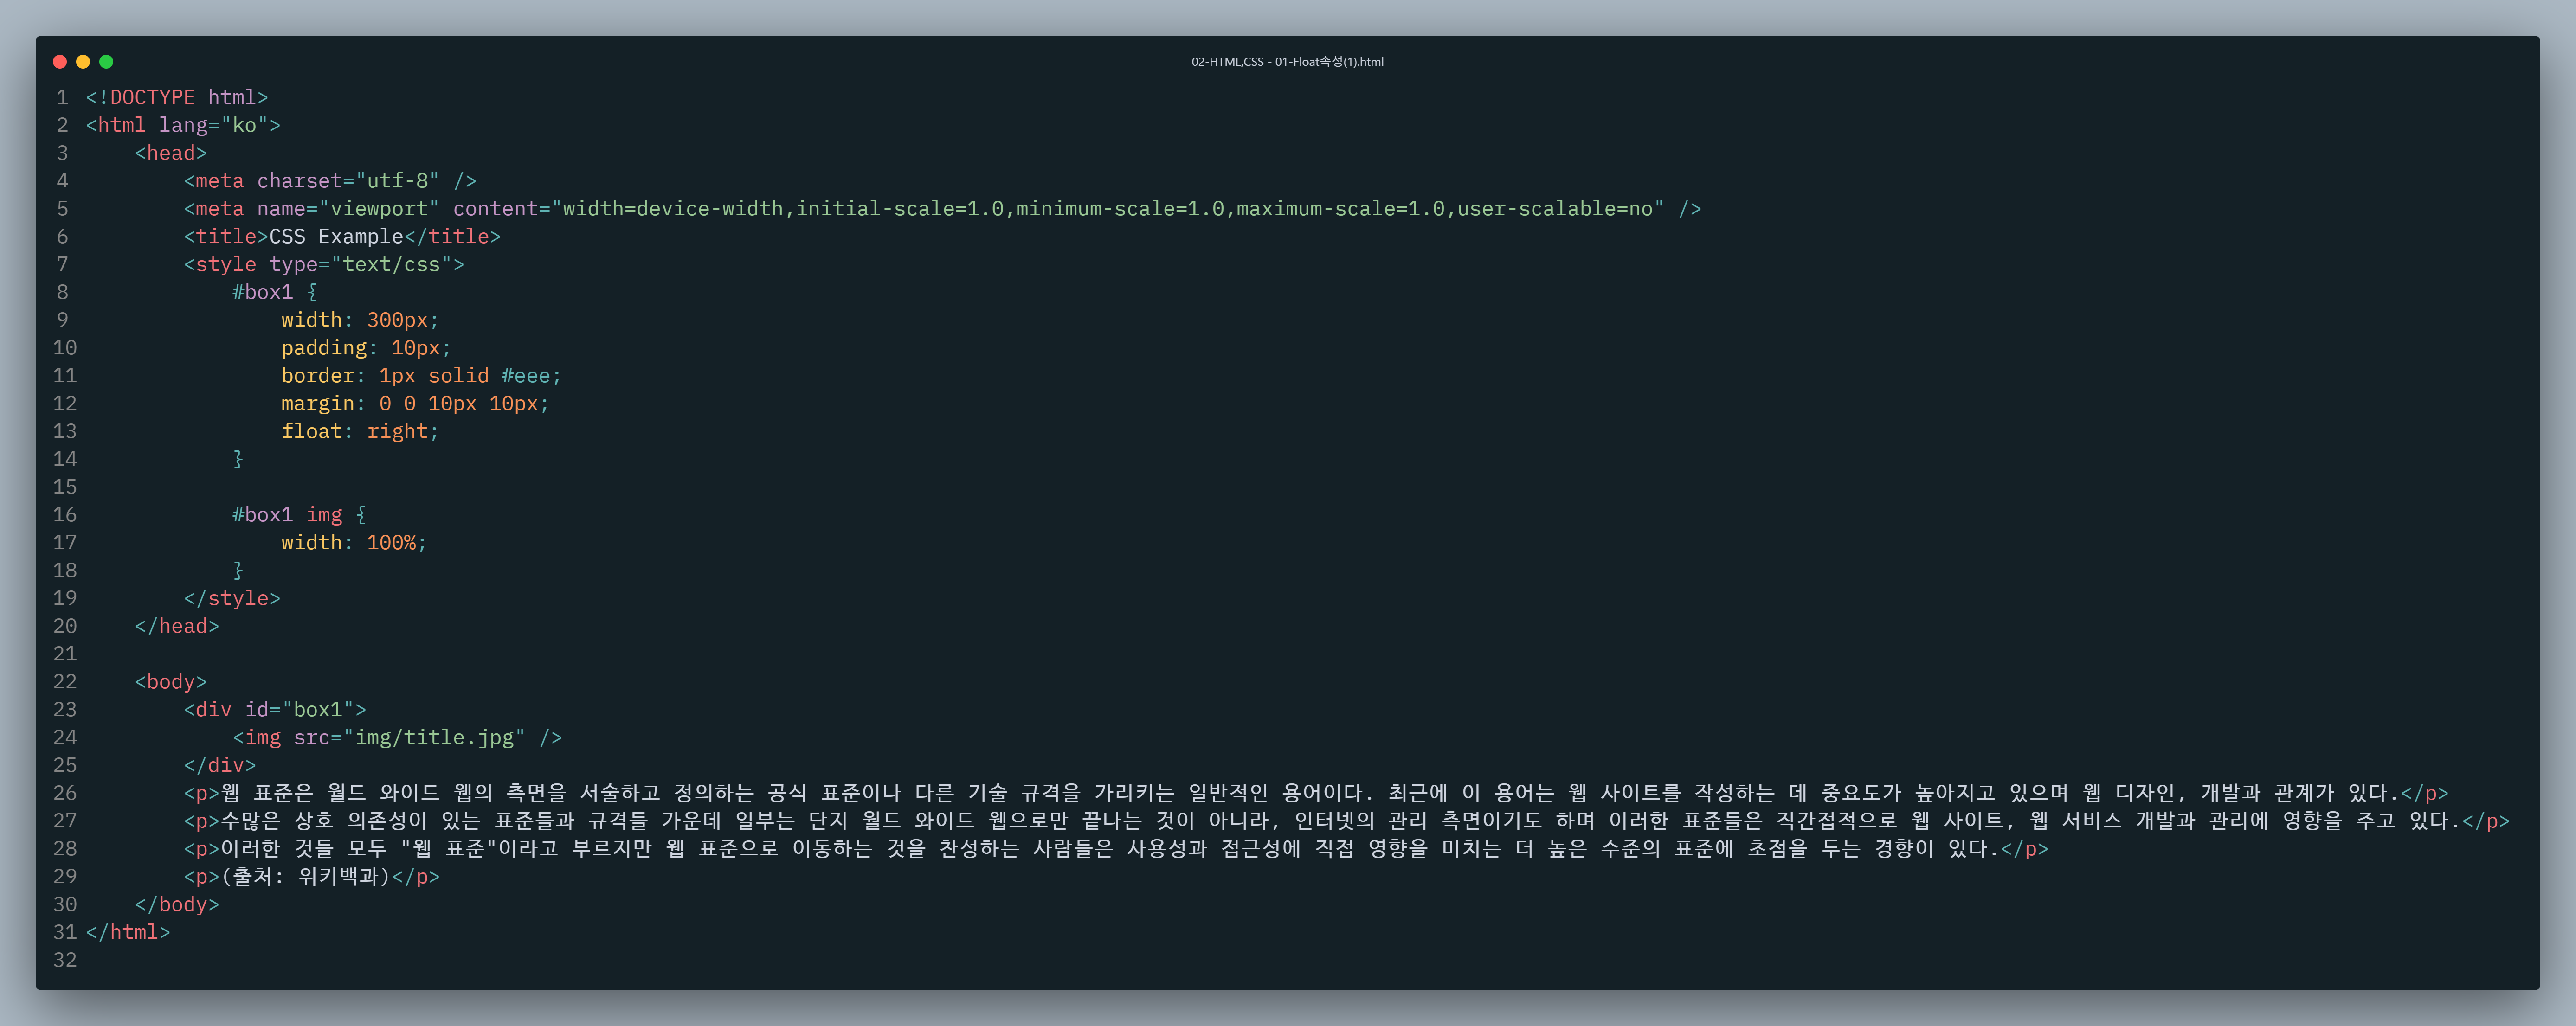 02-HTML,CSS - 01-Float속성(1).html
1 <!DOCTYPE html>
2 <html lang="ko">
3     <head>
4         <meta charset="utf-8" />
5         <meta name="viewport" content="width=device-width,initial-scale=1.0,minimum-scale=1.0,maximum-scale=1.0,user-scalable=no" />
6         <title>CSS Example</title>
7         <style type="text/css">
8             #box1 {
9                 width: 300px;
10                 padding: 10px;
11                 border: 1px solid #eee;
12                 margin: 0 0 10px 10px;
13                 float: right;
14             }
15
16             #box1 img {
17                 width: 100%;
18             }
19         </style>
20     </head>
21
22     <body>
23         <div id="box1">
24             <img src="img/title.jpg" />
25         </div>
26         <p>웹 표준은 월드 와이드 웹의 측면을 서술하고 정의하는 공식 표준이나 다른 기술 규격을 가리키는 일반적인 용어이다. 최근에 이 용어는 웹 사이트를 작성하는 데 중요도가 높아지고 있으며 웹 디자인, 개발과 관계가 있다.</p>
27         <p>수많은 상호 의존성이 있는 표준들과 규격들 가운데 일부는 단지 월드 와이드 웹으로만 끝나는 것이 아니라, 인터넷의 관리 측면이기도 하며 이러한 표준들은 직간접적으로 웹 사이트, 웹 서비스 개발과 관리에 영향을 주고 있다.</p>
28         <p>이러한 것들 모두 "웹 표준"이라고 부르지만 웹 표준으로 이동하는 것을 찬성하는 사람들은 사용성과 접근성에 직접 영향을 미치는 더 높은 수준의 표준에 초점을 두는 경향이 있다.</p>
29         <p>(출처: 위키백과)</p>
30     </body>
31 </html>
32